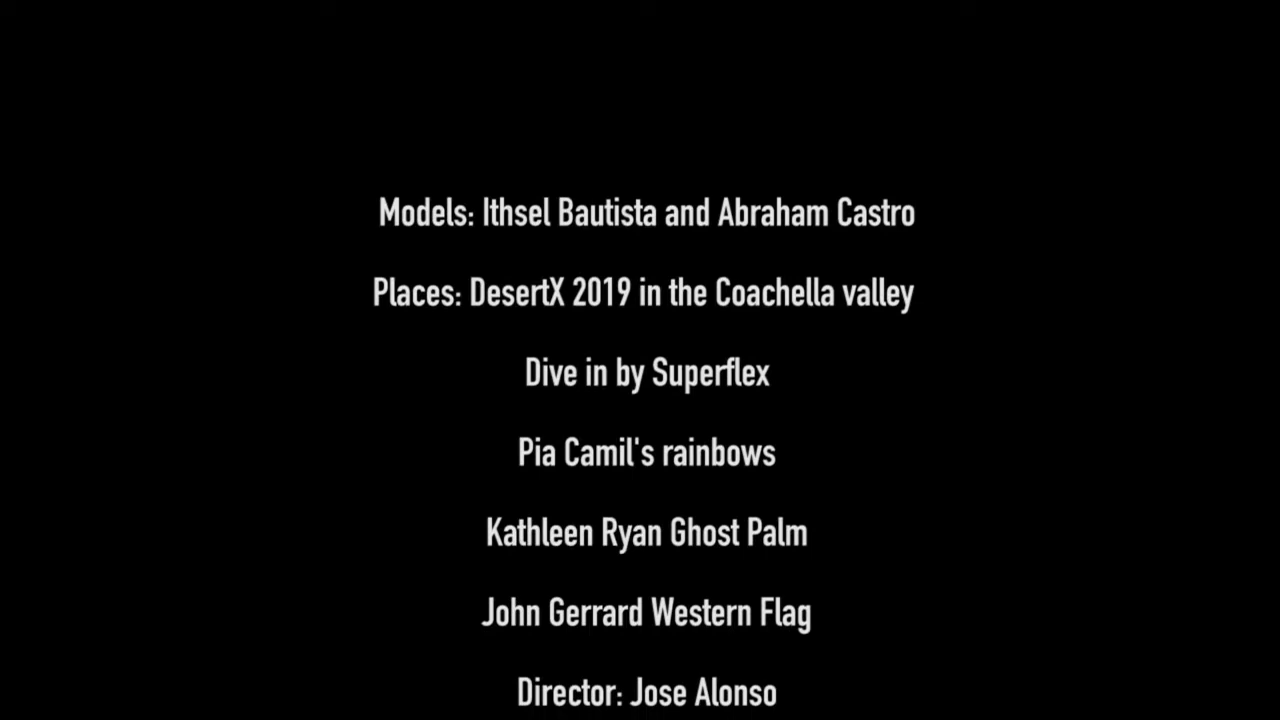 Models: Ithsel Bautista and Abraham Castro
Places: DesertX 2019 in the Coachella valley
Dive in by Superflex
Pia Camil's rainbows
Kathleen Ryan Ghost Palm
John Gerrard Western Flag
Director: Jose Alonso